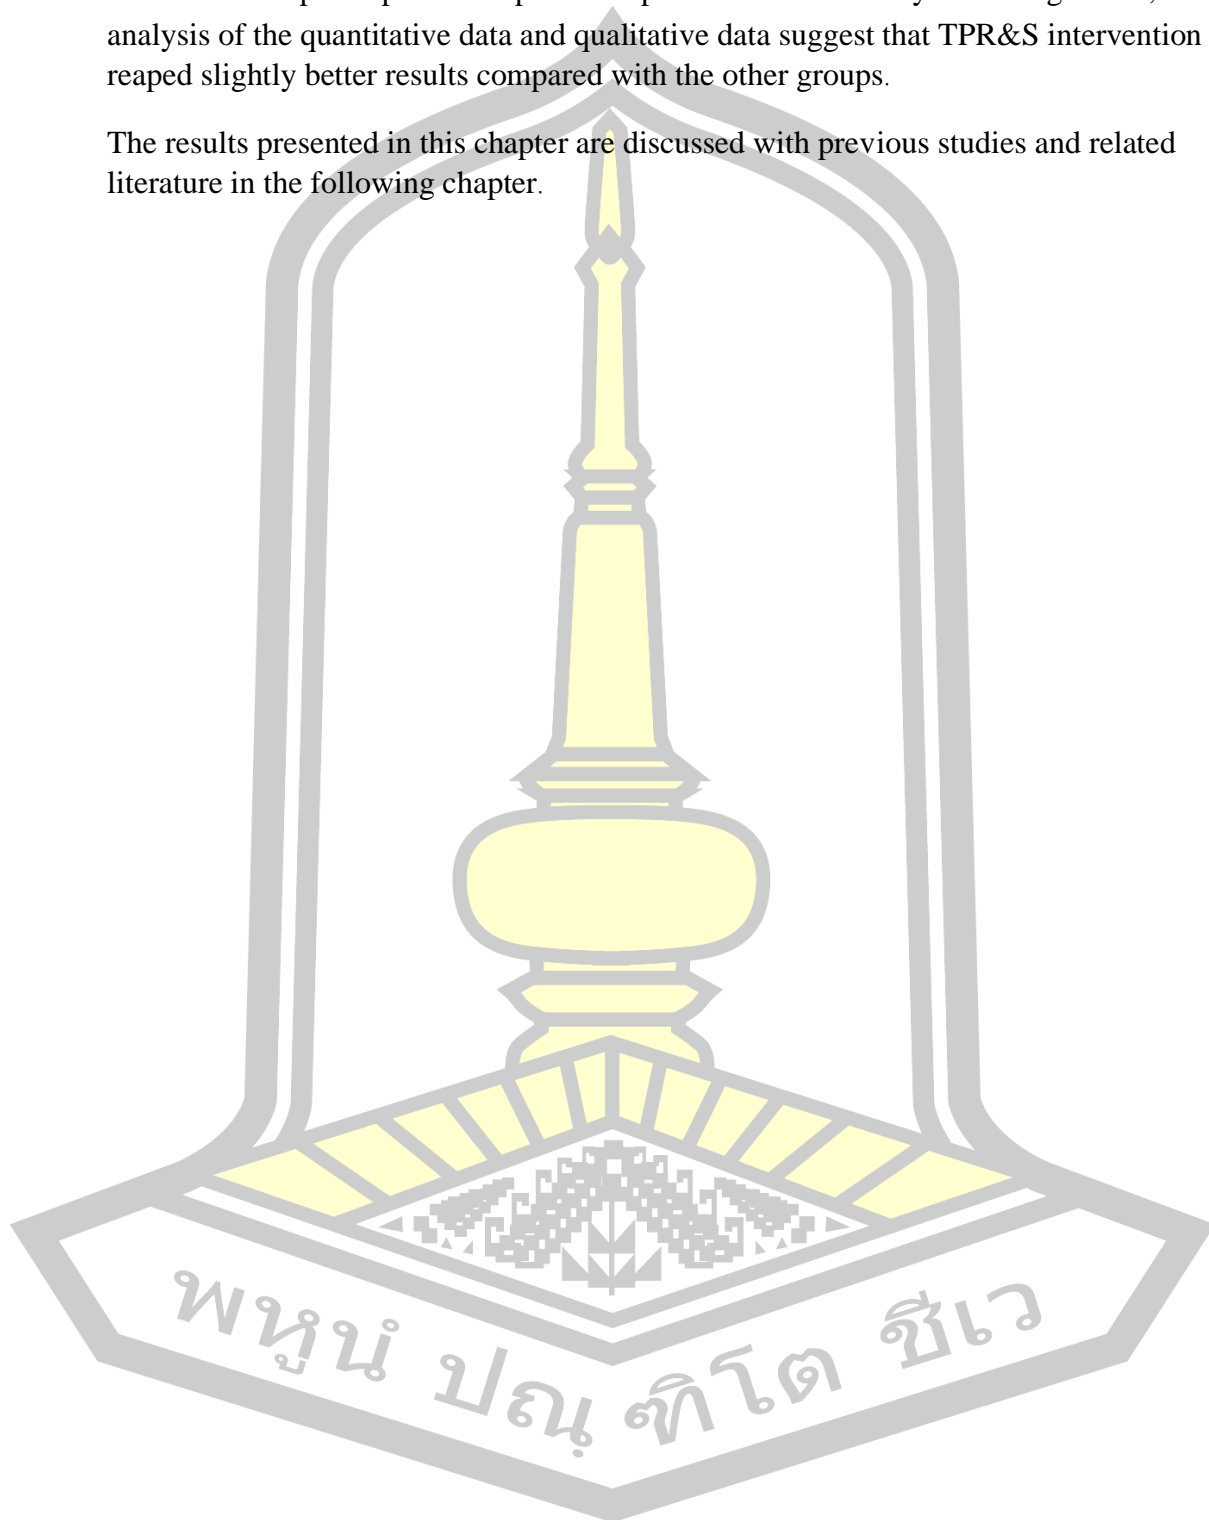 analysis of the quantitative data and qualitative data suggest that TPR&S intervention
reaped slightly better results compared with the other groups.
The results presented in this chapter are discussed with previous studies and related
literature in the following chapter.
พหูนํ ปณฺฑิโต ชีเว